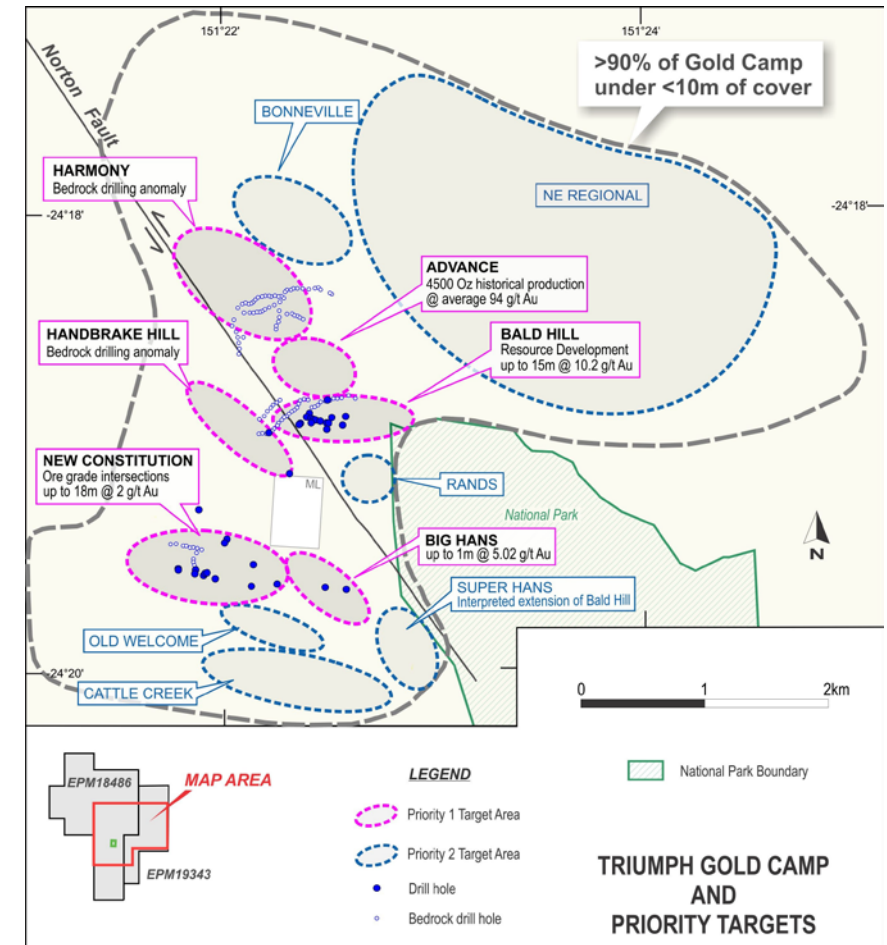 151°22'
151°24'
>90% of Gold Camp
under <10m of cover
Norton Fault
BONNEVILLE
HARMONY
Bedrock drilling anomaly
NE REGIONAL
-24°18'
-24°18'
ADVANCE
4500 Oz historical production
@ average 94 g/t Au
HANDBRAKE HILL
Bedrock drilling anomaly
BALD HILL
Resource Development
up to 15m @ 10.2 g/t Au
NEW CONSTITUTION
Ore grade intersections
up to 18m @ 2 g/t Au
ML
RANDS
National Park
N
BIG HANS
up to 1m @ 5.02 g/t Au
SUPER HANS
Interpreted extension of Bald Hill
OLD WELCOME
-24°20'
CATTLE CREEK
0
1
2km
EPM18486
MAP AREA
EPM19343
LEGEND
Priority 1 Target Area
Priority 2 Target Area
Drill hole
Bedrock drill hole
National Park Boundary
TRIUMPH GOLD CAMP
AND
PRIORITY TARGETS